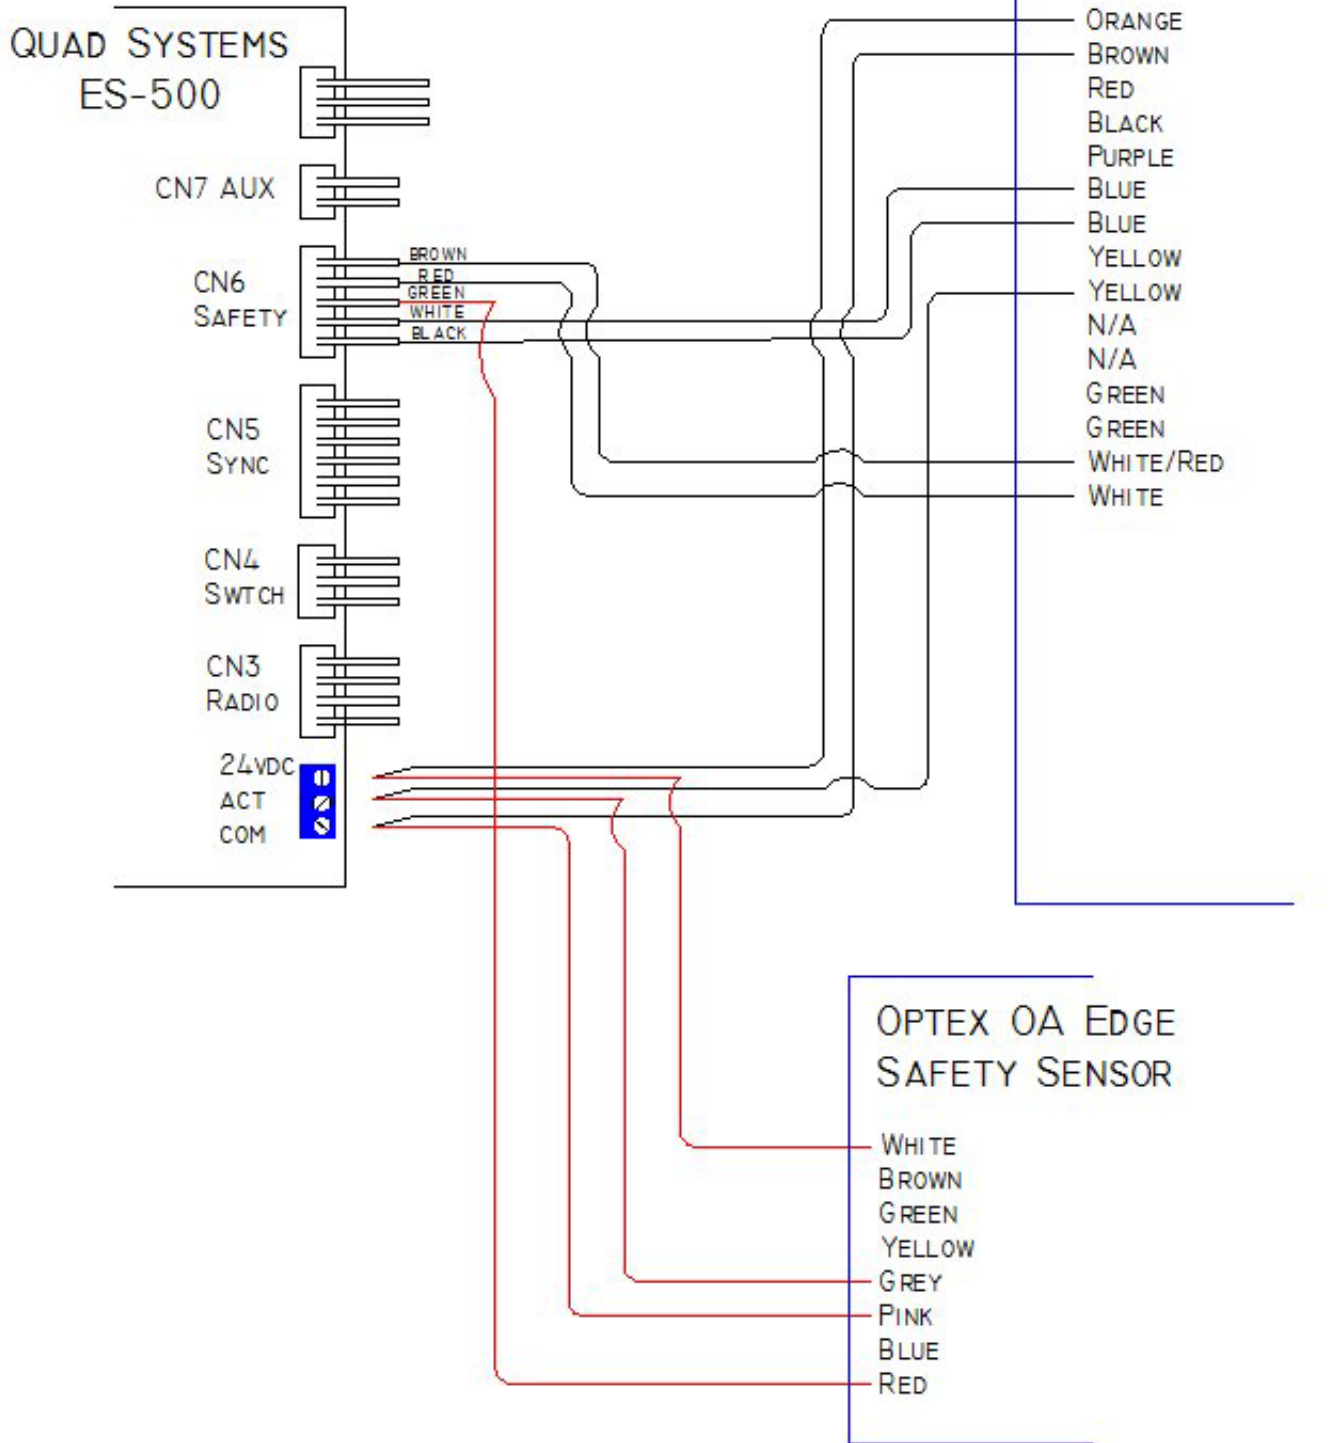 QUAD SYSTEMS
ES-500
CN7 AUX
CN6
SAFETY
BROWN
RED
GREEN
WHITE
BLACK
CN5
SYNC
CN4
SWTCH
CN3
RADIO
24VDC
ACT
COM
ORANGE
BROWN
RED
BLACK
PURPLE
BLUE
BLUE
YELLOW
YELLOW
N/A
N/A
GREEN
GREEN
WHITE/RED
WHITE
OPTEX OA EDGE
SAFETY SENSOR
WHITE
BROWN
GREEN
YELLOW
GREY
PINK
BLUE
RED